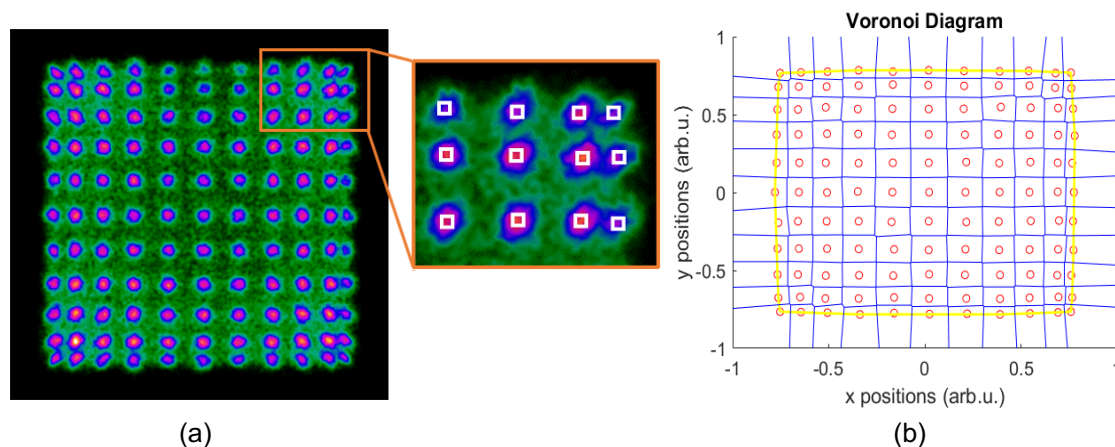 Voronoi Diagram
1
0.5
0
-0.5
-1
y positions (arb.u.)
-1
-0.5
0
0.5
1
x positions (arb.u.)
(a)
(b)